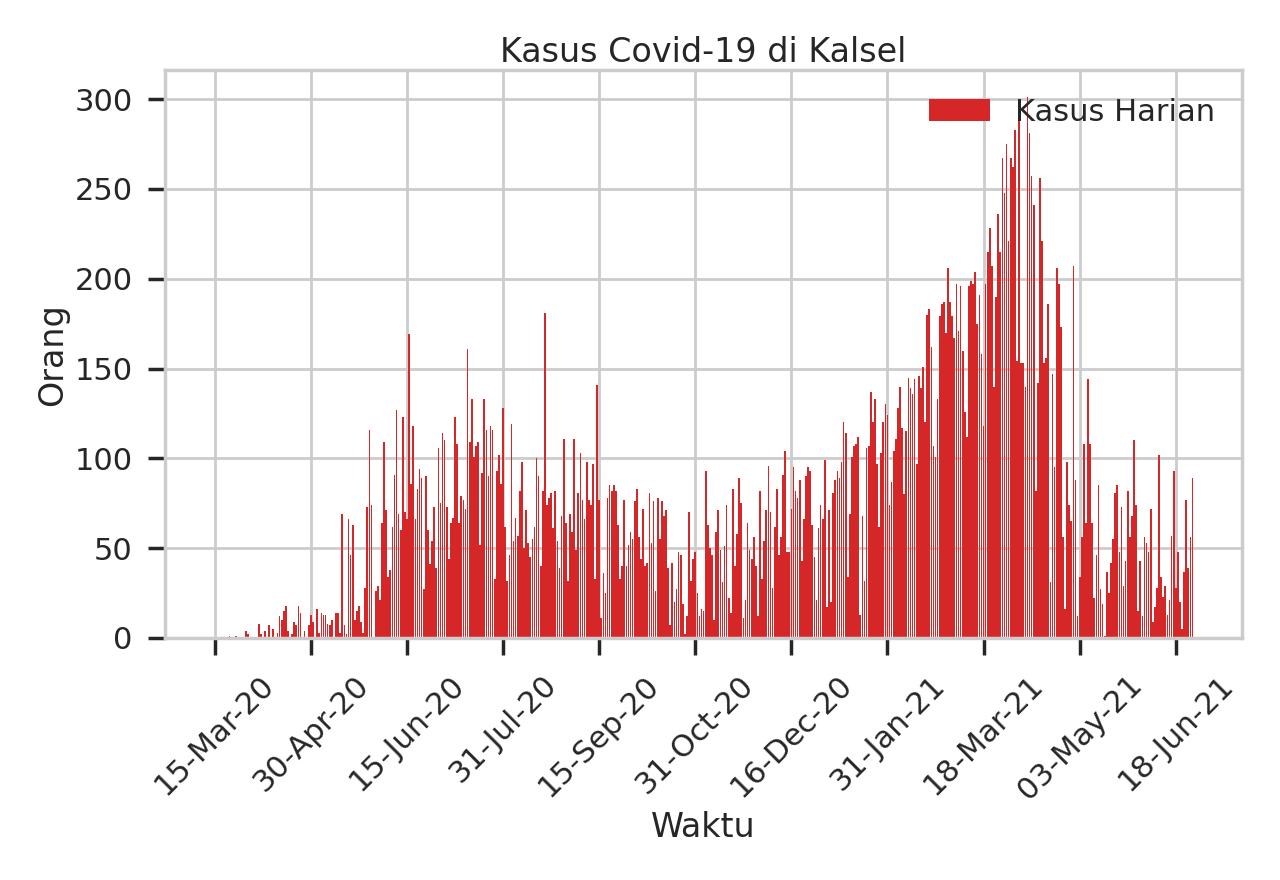 Kasus Covid-19 di Kalsel
Kasus Harian
Orang
300
250
200
150
100
50
0
15-Mar-20
30-Apr-20
15-Jun-20
31-Jul-20
15-Sep-20
31-Oct-20
16-Dec-20
31-Jan-21
18-Mar-21
03-May-21
18-Jun-21
Waktu